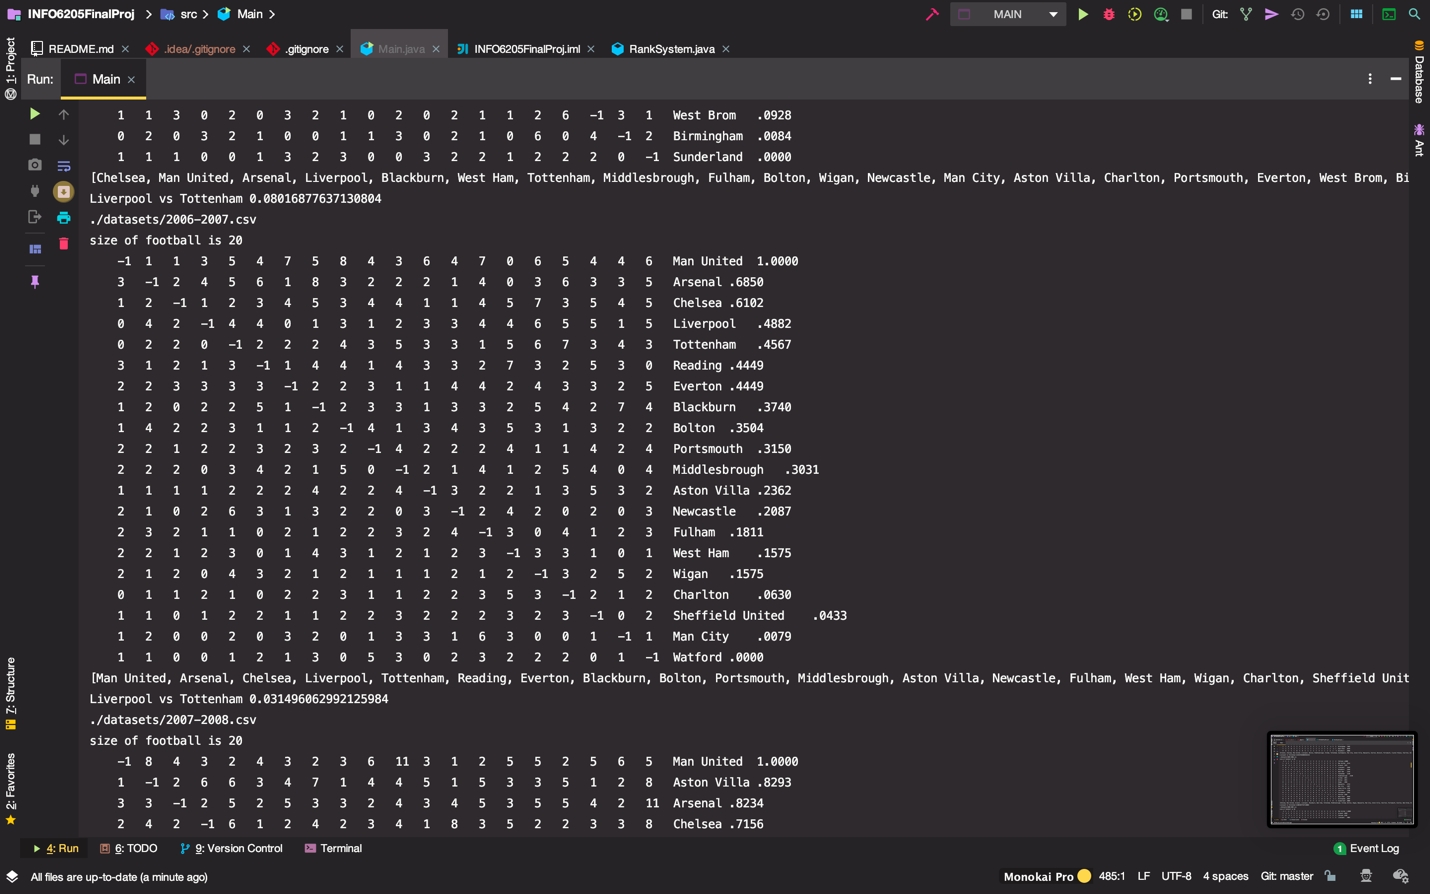 INFO6205FinalProj > src > Main > MAIN Git:
README.md × .idea/.gitignore × .gitignore × Main.java × INFO6205FinalProj.iml × RankSystem.java ×
1: Project
Run: Main ×
Database
Ant
1 1 3 0 2 0 3 2 1 0 2 0 2 1 1 2 6 -1 3 1 West Brom .0928
0 2 0 3 2 1 0 0 1 1 3 0 2 1 0 6 0 4 -1 2 Birmingham .0084
1 1 1 0 0 1 3 2 3 0 0 3 2 2 1 2 2 2 0 -1 Sunderland .0000
[Chelsea, Man United, Arsenal, Liverpool, Blackburn, West Ham, Tottenham, Middlesbrough, Fulham, Bolton, Wigan, Newcastle, Man City, Aston Villa, Charlton, Portsmouth, Everton, West Brom, Bi
Liverpool vs Tottenham 0.08016877637130804
./datasets/2006-2007.csv
size of football is 20
-1 1 1 3 5 4 7 5 8 4 3 6 4 7 0 6 5 4 4 6 Man United 1.0000
3 -1 2 4 5 6 1 8 3 2 2 2 1 4 0 3 6 3 3 5 Arsenal .6850
1 2 -1 1 2 3 4 5 3 4 4 1 1 4 5 7 3 5 4 5 Chelsea .6102
0 4 2 -1 4 4 0 1 3 1 2 3 3 4 4 6 5 5 1 5 Liverpool .4882
0 2 2 0 -1 2 2 2 4 3 5 3 3 1 5 6 7 3 4 3 Tottenham .4567
3 1 2 1 3 -1 1 4 4 1 4 3 3 2 7 3 2 5 3 0 Reading .4449
2 2 3 3 3 3 -1 2 2 3 1 1 4 4 2 4 3 3 2 5 Everton .4449
1 2 0 2 2 5 1 -1 2 3 3 1 3 3 2 5 4 2 7 4 Blackburn .3740
1 4 2 2 3 1 1 2 -1 4 1 3 4 3 5 3 1 3 2 2 Bolton .3504
2 2 1 2 2 3 2 3 2 -1 4 2 2 2 4 1 1 4 2 4 Portsmouth .3150
2 2 2 0 3 4 2 1 5 0 -1 2 1 4 1 2 5 4 0 4 Middlesbrough .3031
1 1 1 1 2 2 2 4 2 2 4 -1 3 2 2 1 3 5 3 2 Aston Villa .2362
2 1 0 2 6 3 1 3 2 2 0 3 -1 2 4 2 0 2 0 3 Newcastle .2087
2 3 2 1 1 0 2 1 2 2 3 2 4 -1 3 0 4 1 2 3 Fulham .1811
2 2 1 2 3 0 1 4 3 1 2 1 2 3 -1 3 3 1 0 1 West Ham .1575
2 1 2 0 4 3 2 1 2 1 1 1 2 1 2 -1 3 2 5 2 Wigan .1575
0 1 1 2 1 0 2 2 3 1 1 2 2 3 5 3 -1 2 1 2 Charlton .0630
1 1 0 1 2 2 1 1 2 2 3 2 2 2 3 2 3 -1 0 2 Sheffield United .0433
1 2 0 0 2 0 3 2 0 1 3 3 1 6 3 0 0 1 -1 1 Man City .0079
1 1 0 0 1 2 1 3 0 5 3 0 2 3 2 2 2 0 1 -1 Watford .0000
[Man United, Arsenal, Chelsea, Liverpool, Tottenham, Reading, Everton, Blackburn, Bolton, Portsmouth, Middlesbrough, Aston Villa, Newcastle, Fulham, West Ham, Wigan, Charlton, Sheffield Unit
Liverpool vs Tottenham 0.031496062992125984
./datasets/2007-2008.csv
size of football is 20
-1 8 4 3 2 4 3 2 3 6 11 3 1 2 5 5 2 5 6 5 Man United 1.0000
1 -1 2 6 6 3 4 7 1 4 4 5 1 5 3 3 5 1 2 8 Aston Villa .8293
3 3 -1 2 5 2 5 3 3 2 4 3 4 5 3 5 5 4 2 11 Arsenal .8234
2 4 2 -1 6 1 2 4 2 3 4 1 8 3 5 2 2 3 3 8 Chelsea .7156
7: Structure
2: Favorites
4: Run 6: TODO 9: Version Control Terminal 1 Event Log
All files are up-to-date (a minute ago) Monokai Pro 485:1 LF UTF-8 4 spaces Git: master